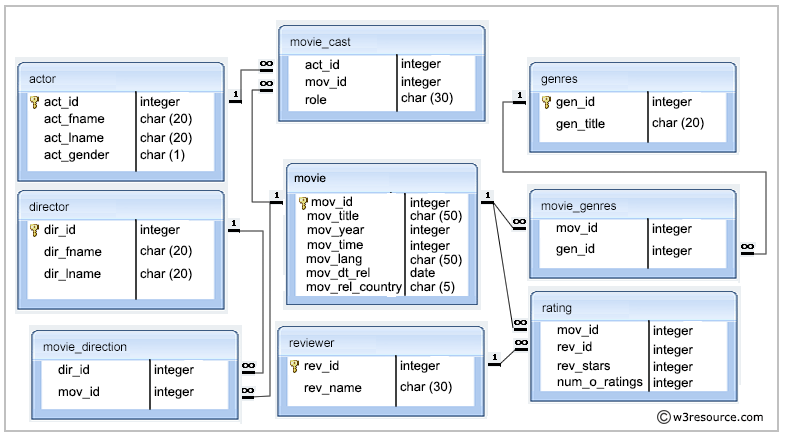 actor
act_id integer
act_fname char (20)
act_lname char (20)
act_gender char (1)
1
∞
∞
movie_cast
act_id integer
mov_id integer
role char (30)
genres
1
gen_id integer
gen_title char (20)
director
dir_id integer
dir_fname char (20)
dir_lname char (20)
1
1
movie
mov_id integer
mov_title char (50)
mov_year integer
mov_time integer
mov_lang char (50)
mov_dt_rel date
mov_rel_country char (5)
1
∞
movie_genres
mov_id integer
gen_id integer
∞
movie_direction
dir_id integer
mov_id integer
∞
∞
reviewer
rev_id integer
rev_name char (30)
1
∞
∞
rating
mov_id integer
rev_id integer
rev_stars integer
num_o_ratings integer
© w3resource.com